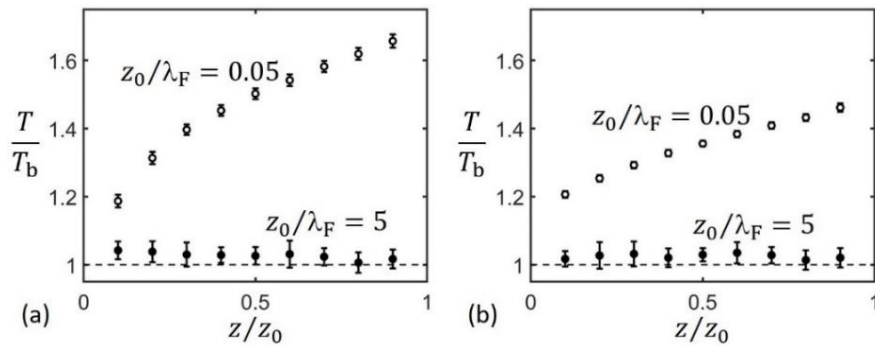 1.6
z₀/λ_F = 0.05
T/T_b
1.4
1.2
z₀/λ_F = 5
1
0
0.5
1
(a)
z/z₀
1.6
z₀/λ_F = 0.05
T/T_b
1.4
1.2
z₀/λ_F = 5
1
0
0.5
1
(b)
z/z₀